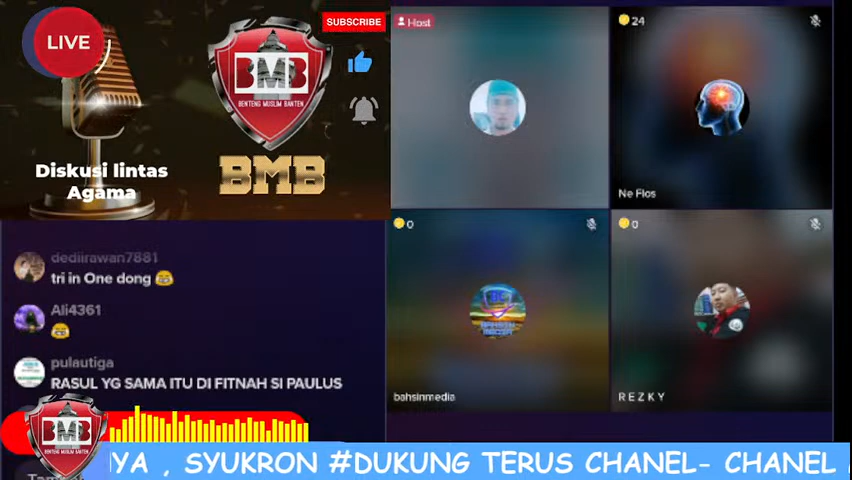 LIVE
SUBSCRIBE
BMB
BENTENG MUSLIM BANTEN
BMB
Diskusi lintas
Agama
Host
24
Ne Flos
0
bahsinmedia
0
R E Z K Y
dediirawan7881
tri in One dong 😂
Ali4361
😂
pulautiga
RASUL YG SAMA ITU DI FITNAH SI PAULUS
BMB
NYA , SYUKRON #DUKUNG TERUS CHANEL- CHANEL